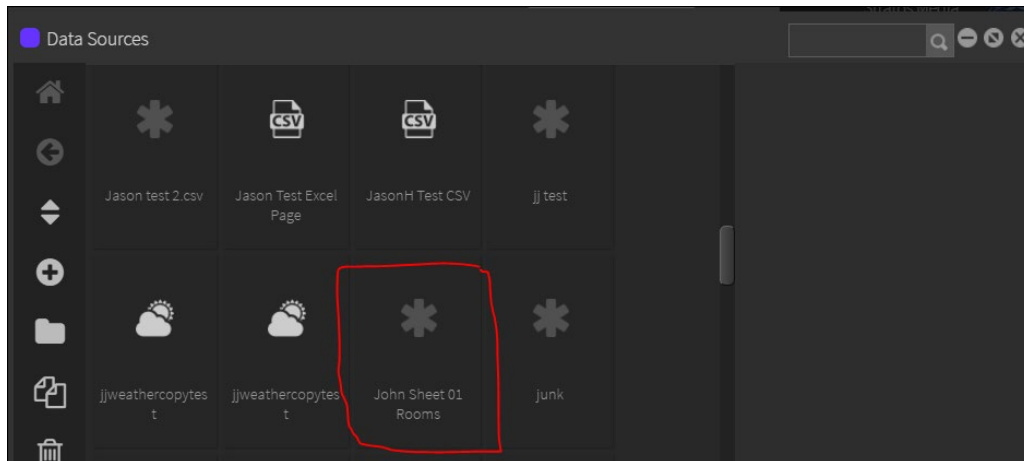 Data Sources
CSV
CSV
Jason test 2.csv
Jason Test Excel
Page
JasonH Test CSV
jj test
jjweathercopytes
t
jjweathercopytes
t
John Sheet 01
Rooms
junk